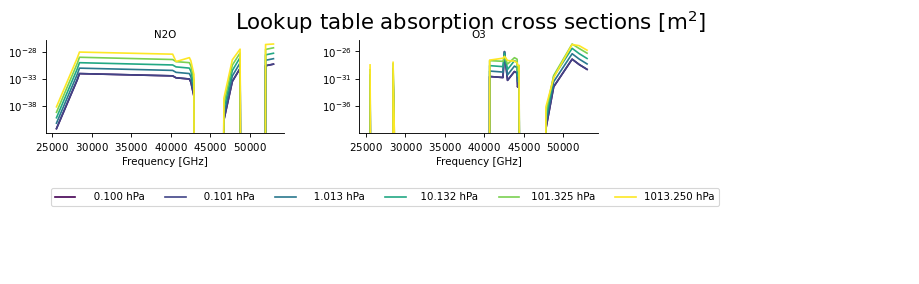 Lookup table absorption cross sections [m²]
N2O
O3
10⁻²⁸
10⁻³³
10⁻³⁸
10⁻²⁶
10⁻³¹
10⁻³⁶
25000 30000 35000 40000 45000 50000
25000 30000 35000 40000 45000 50000
Frequency [GHz]
Frequency [GHz]
0.100 hPa 0.101 hPa 1.013 hPa 10.132 hPa 101.325 hPa 1013.250 hPa